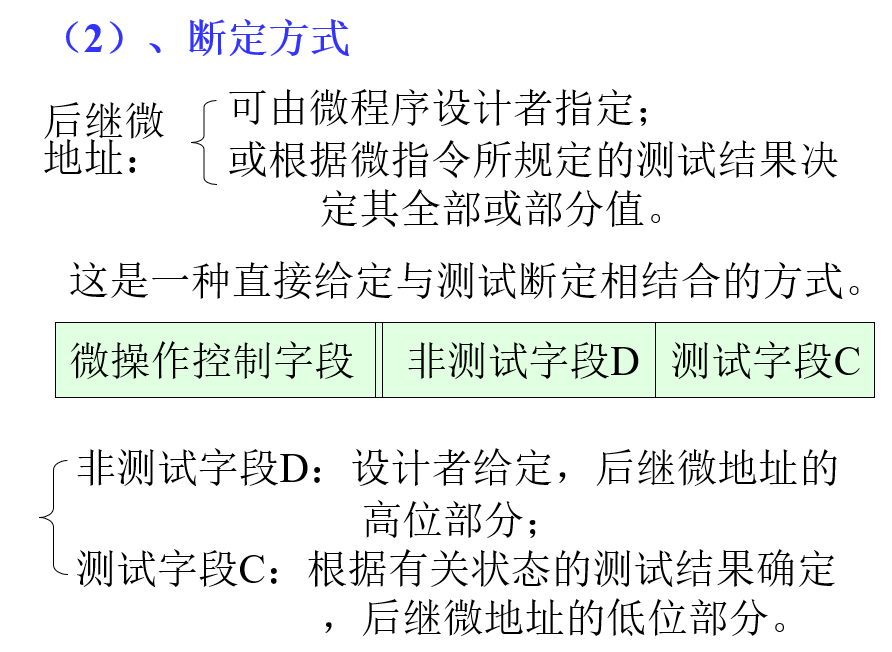 （2）、断定方式
后继微
地址：
可由微程序设计者指定；
或根据微指令所规定的测试结果决
定其全部或部分值。
这是一种直接给定与测试断定相结合的方式。
微操作控制字段 非测试字段D 测试字段C
非测试字段D：设计者给定，后继微地址的
高位部分；
测试字段C：根据有关状态的测试结果确定
，后继微地址的低位部分。